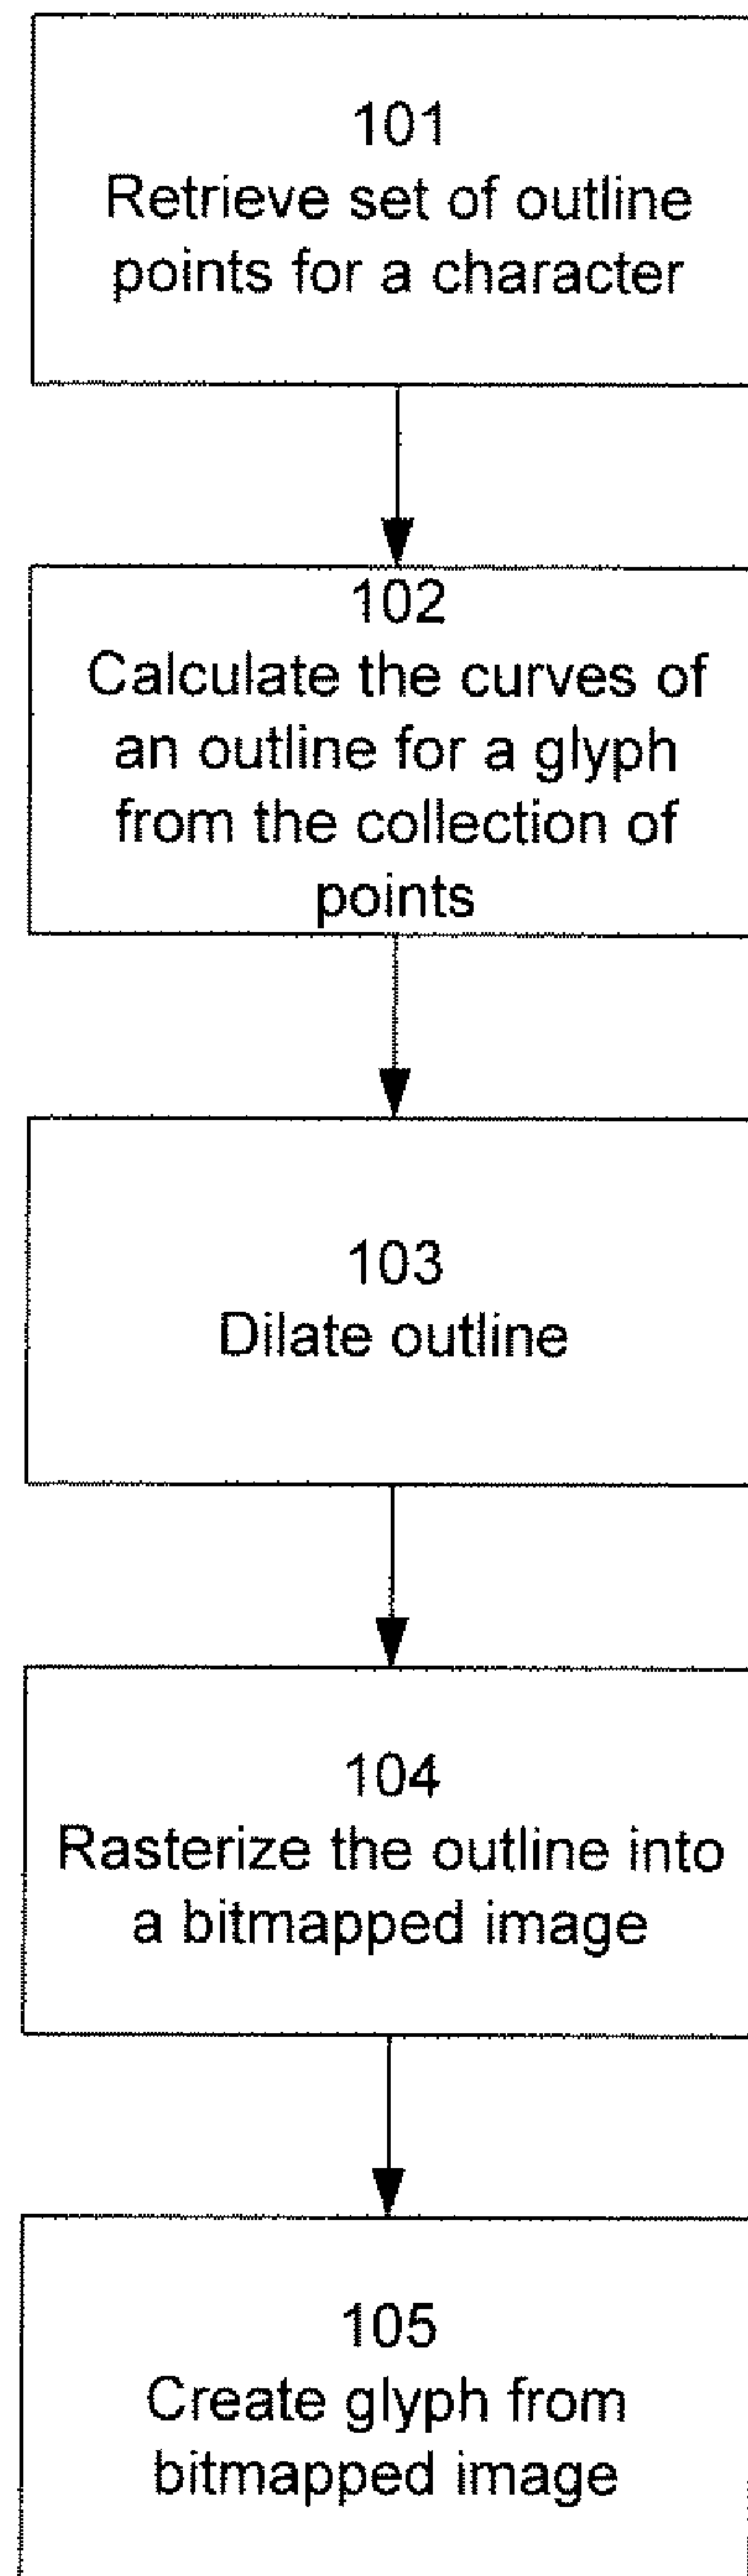 101
Retrieve set of outline
points for a character
102
Calculate the curves of
an outline for a glyph
from the collection of
points
103
Dilate outline
104
Rasterize the outline into
a bitmapped image
105
Create glyph from
bitmapped image